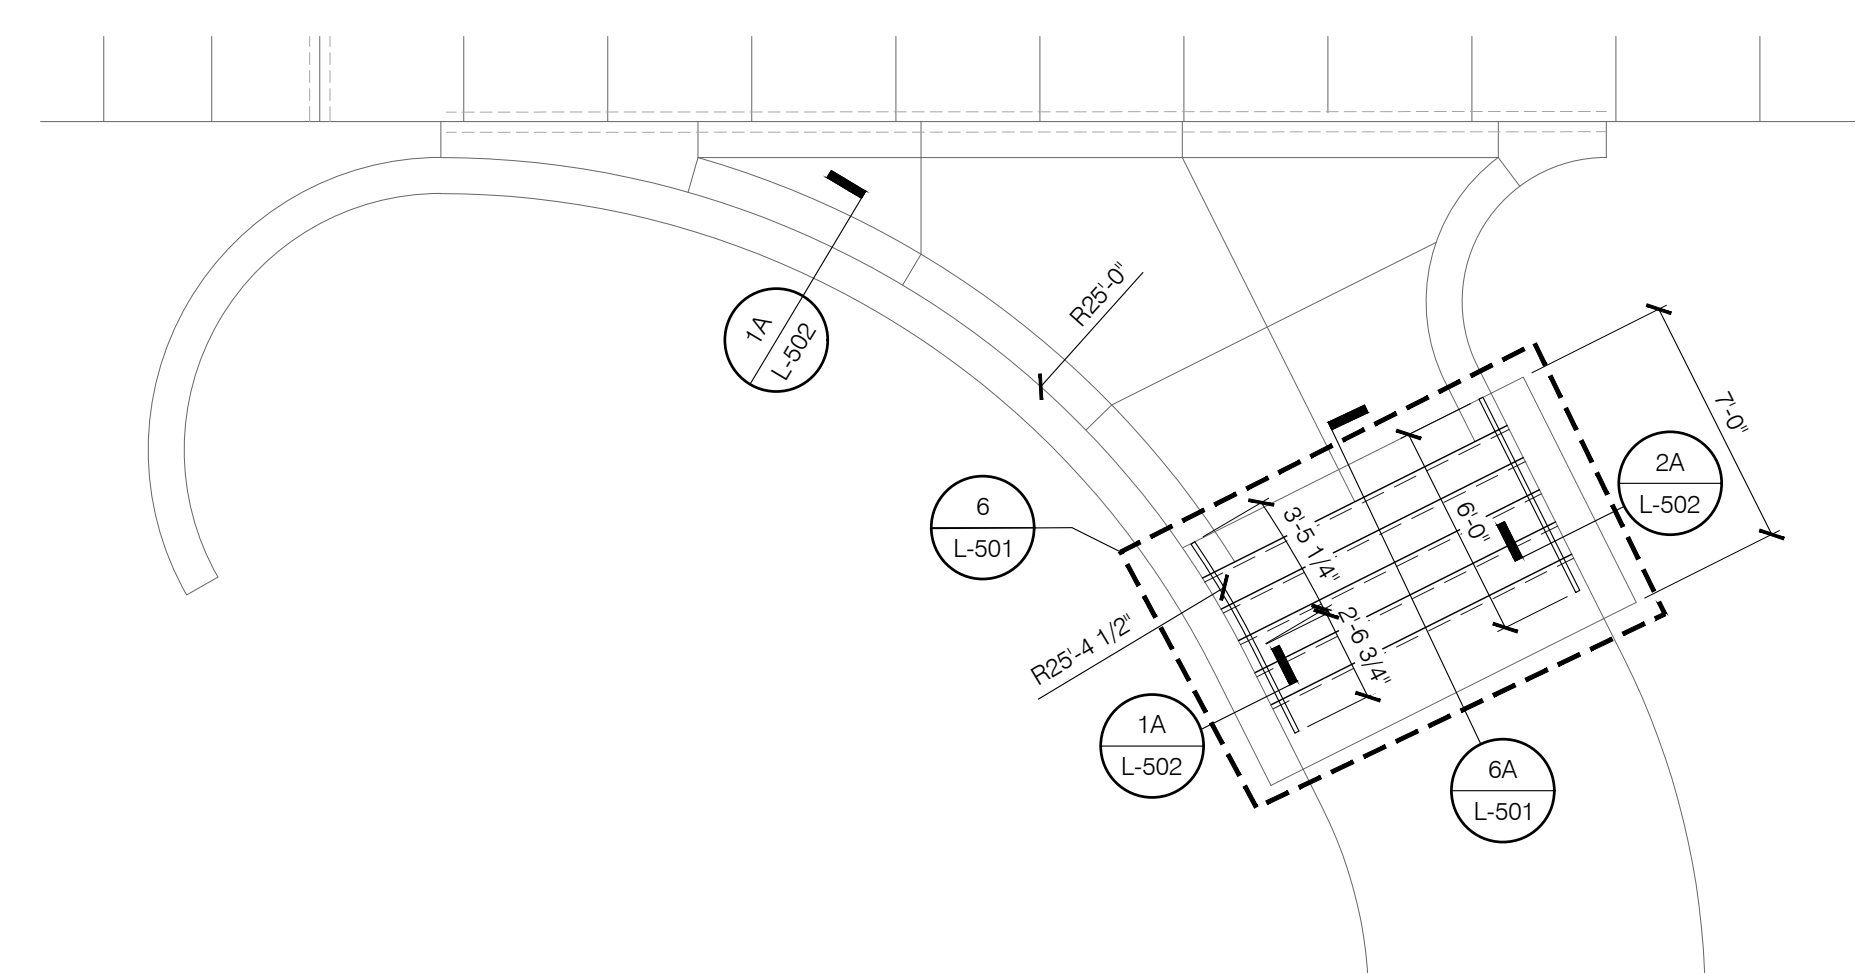 R25'-0"
1A
L-502
7'-0"
2A
L-502
6
L-501
3'-5 1/4"
6'-0"
2'-6 3/4"
R25'-4 1/2"
1A
L-502
6A
L-501